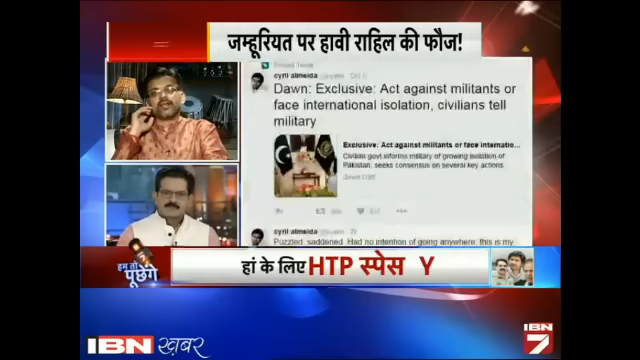 जम्हूरियत पर हावी राहिल की फौज!
cyril almeida
Dawn: Exclusive: Act against militants or
face international isolation, civilians tell
military
Exclusive: Act against militants or face internatio...
Civilian govt informs military of growing isolation of
Pakistan, seeks consensus on several key actions.
cyril almeida
Puzzled, saddened. Had no intention of going anywhere; this is my
हम तो
पूछेंगे
हां के लिए HTP स्पेस Y
IBN ख़बर
IBN
7